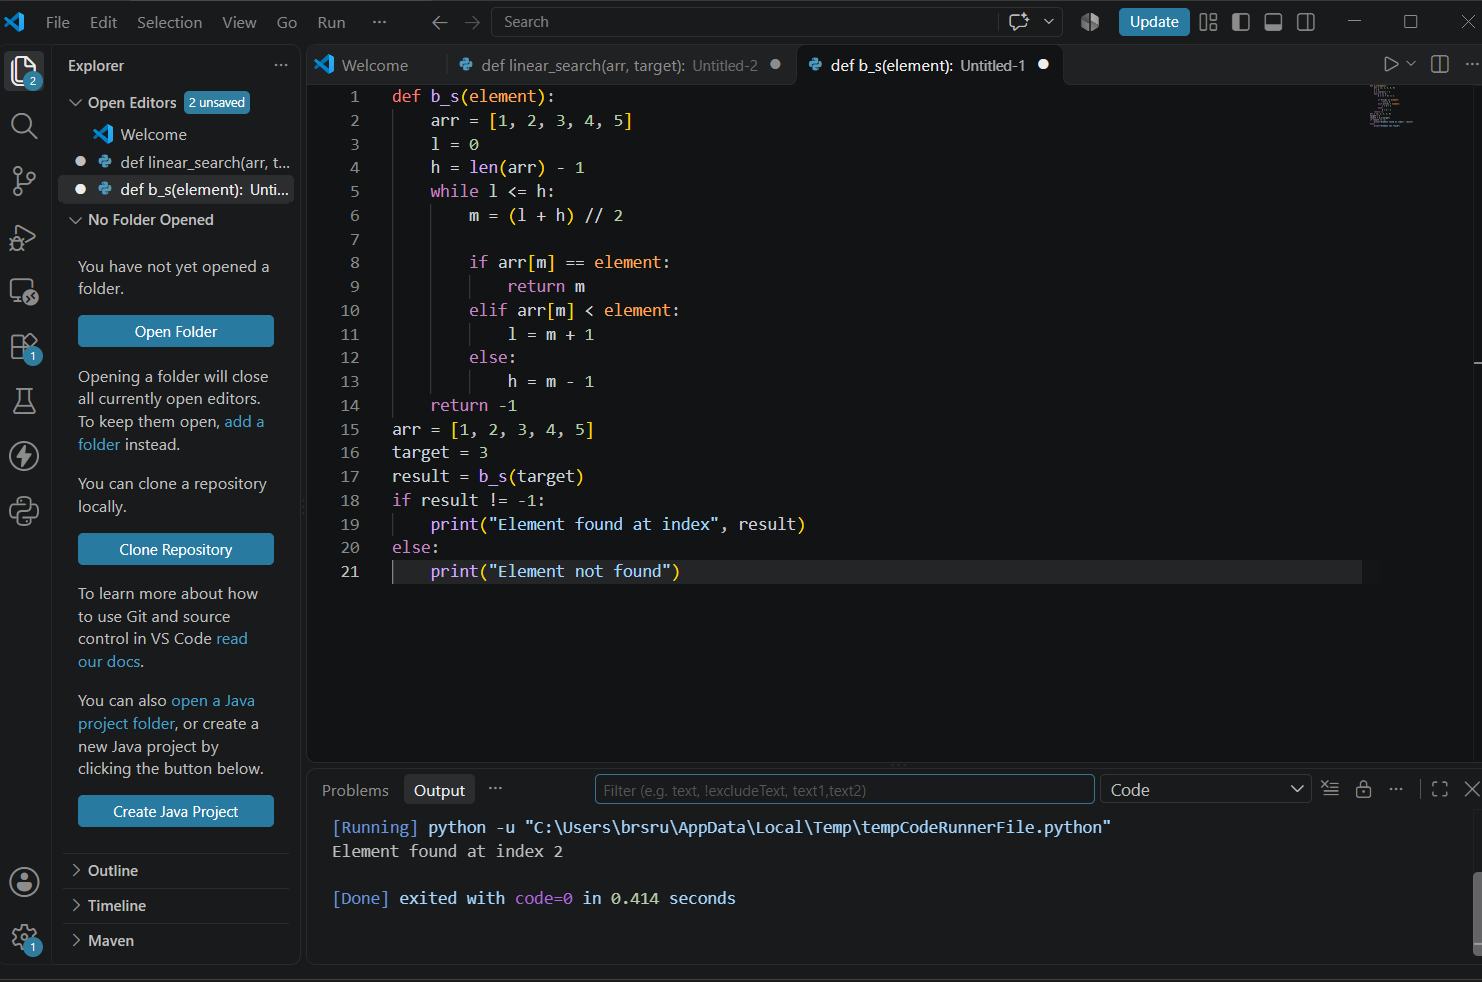 File Edit Selection View Go Run ··· Search Update
Explorer ···
Open Editors 2 unsaved
Welcome
def linear_search(arr, t...
def b_s(element): Unti...
No Folder Opened
You have not yet opened a
folder.
Open Folder
Opening a folder will close
all currently open editors.
To keep them open, add a
folder instead.
You can clone a repository
locally.
Clone Repository
To learn more about how
to use Git and source
control in VS Code read
our docs.
You can also open a Java
project folder, or create a
new Java project by
clicking the button below.
Create Java Project
Outline
Timeline
Maven
2
1
1
Welcome def linear_search(arr, target): Untitled-2 def b_s(element): Untitled-1
1 def b_s(element):
2 arr = [1, 2, 3, 4, 5]
3 l = 0
4 h = len(arr) - 1
5 while l <= h:
6 m = (l + h) // 2
7
8 if arr[m] == element:
9 return m
10 elif arr[m] < element:
11 l = m + 1
12 else:
13 h = m - 1
14 return -1
15 arr = [1, 2, 3, 4, 5]
16 target = 3
17 result = b_s(target)
18 if result != -1:
19 print("Element found at index", result)
20 else:
21 print("Element not found")
Problems Output ··· Filter (e.g. text, !excludeText, text1,text2) Code
[Running] python -u "C:\Users\brsru\AppData\Local\Temp\tempCodeRunnerFile.python"
Element found at index 2
[Done] exited with code=0 in 0.414 seconds